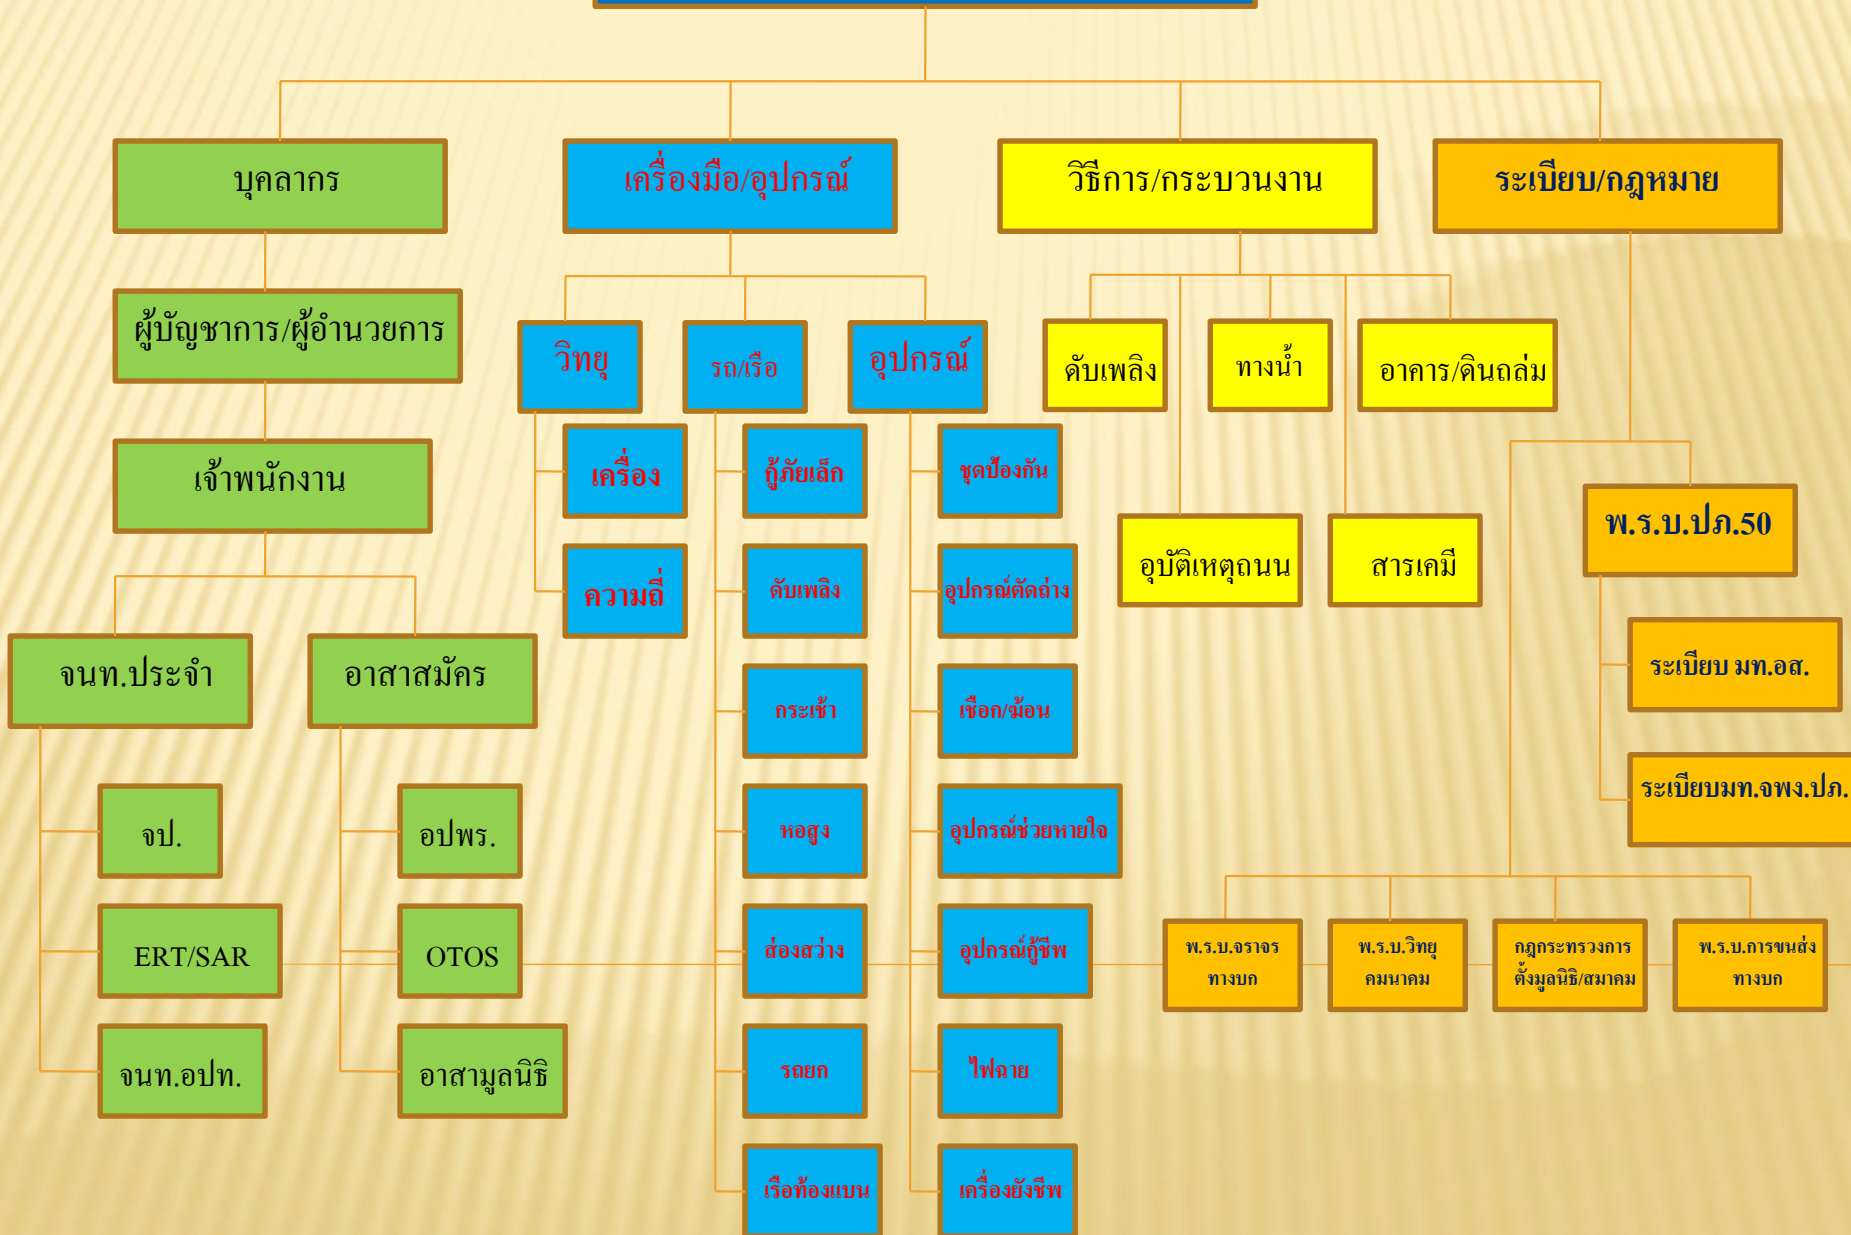 บุคลากร
เครื่องมือ/อุปกรณ์
วิธีการ/กระบวนงาน
ระเบียบ/กฎหมาย
ผู้บัญชาการ/ผู้อำนวยการ
เจ้าพนักงาน
จนท.ประจำ
อาสาสมัคร
จป.
ERT/SAR
จนท.อปท.
อปพร.
OTOS
อาสามูลนิธิ
วิทยุ
รถ/เรือ
อุปกรณ์
เครื่อง
ความถี่
กู้ภัยเล็ก
ดับเพลิง
กระเช้า
หอสูง
ส่องสว่าง
รถยก
เรือท้องแบน
ชุดป้องกัน
อุปกรณ์ตัดถ่าง
เชือก/ฆ้อน
อุปกรณ์ช่วยหายใจ
อุปกรณ์กู้ชีพ
ไฟฉาย
เครื่องยังชีพ
ดับเพลิง
ทางน้ำ
อาคาร/ดินถล่ม
อุบัติเหตุถนน
สารเคมี
พ.ร.บ.ปภ.50
ระเบียบ มท.อส.
ระเบียบมท.จพง.ปภ.
พ.ร.บ.จราจร
ทางบก
พ.ร.บ.วิทยุ
คมนาคม
กฎกระทรวงการ
ตั้งมูลนิธิ/สมาคม
พ.ร.บ.การขนส่ง
ทางบก